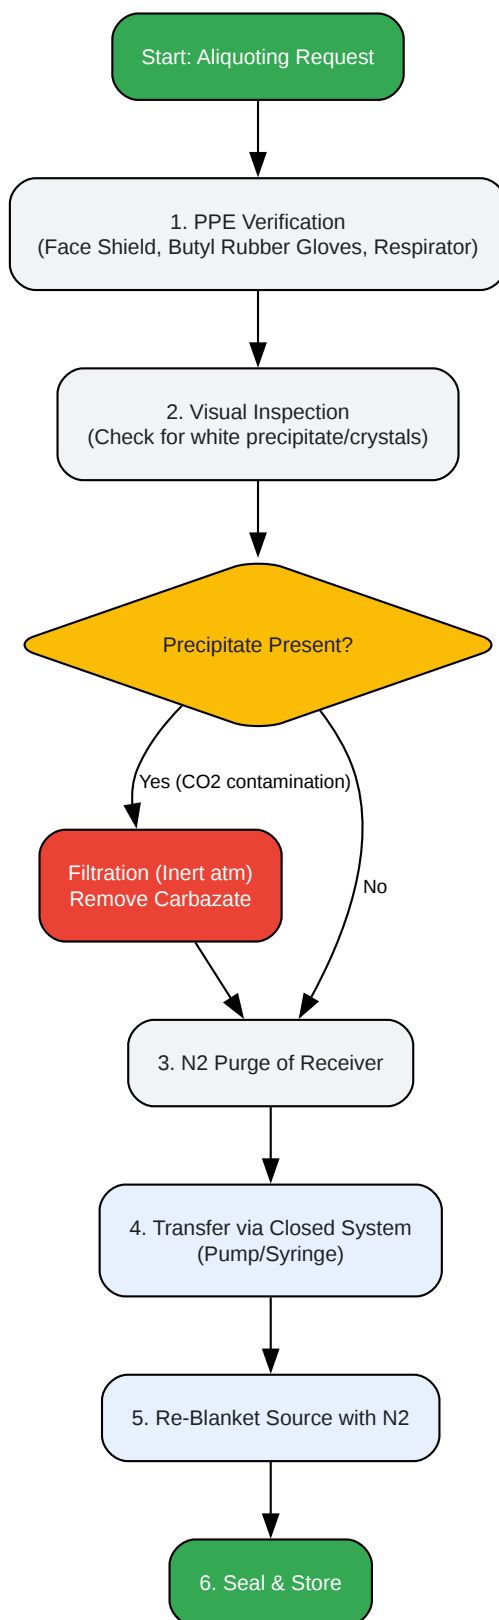 Start: Aliquoting Request
1. PPE Verification
(Face Shield, Butyl Rubber Gloves, Respirator)
2. Visual Inspection
(Check for white precipitate/crystals)
Precipitate Present?
Yes (CO2 contamination)
Filtration (Inert atm)
Remove Carbazate
No
3. N2 Purge of Receiver
4. Transfer via Closed System
(Pump/Syringe)
5. Re-Blanket Source with N2
6. Seal & Store